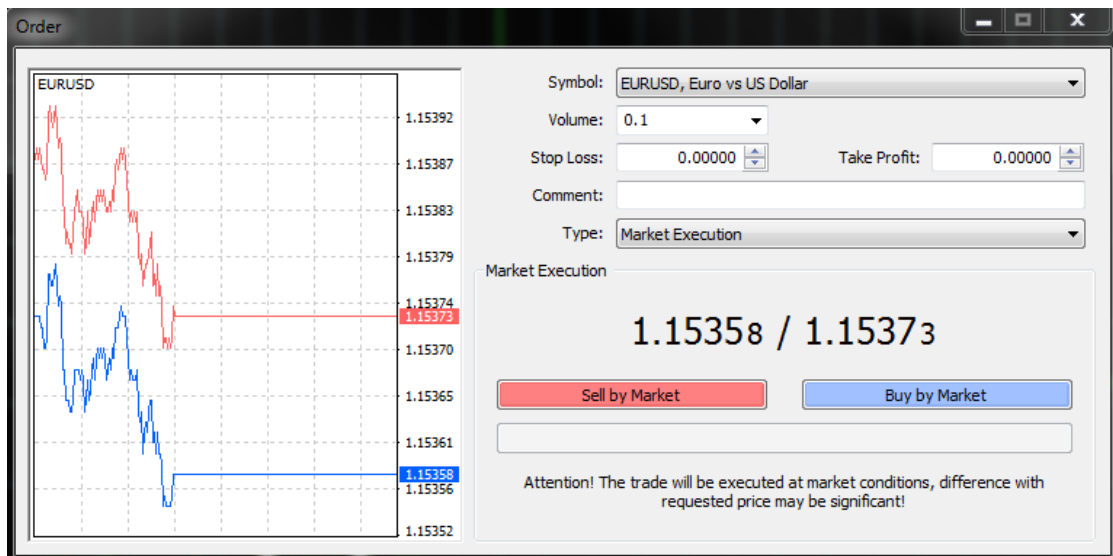 Order
EURUSD
1.15392
1.15387
1.15383
1.15379
1.15374
1.15373
1.15370
1.15365
1.15361
1.15358
1.15356
1.15352
Symbol: EURUSD, Euro vs US Dollar
Volume: 0.1
Stop Loss: 0.00000 Take Profit: 0.00000
Comment:
Type: Market Execution
Market Execution
1.15358 / 1.15373
Sell by Market Buy by Market
Attention! The trade will be executed at market conditions, difference with
requested price may be significant!